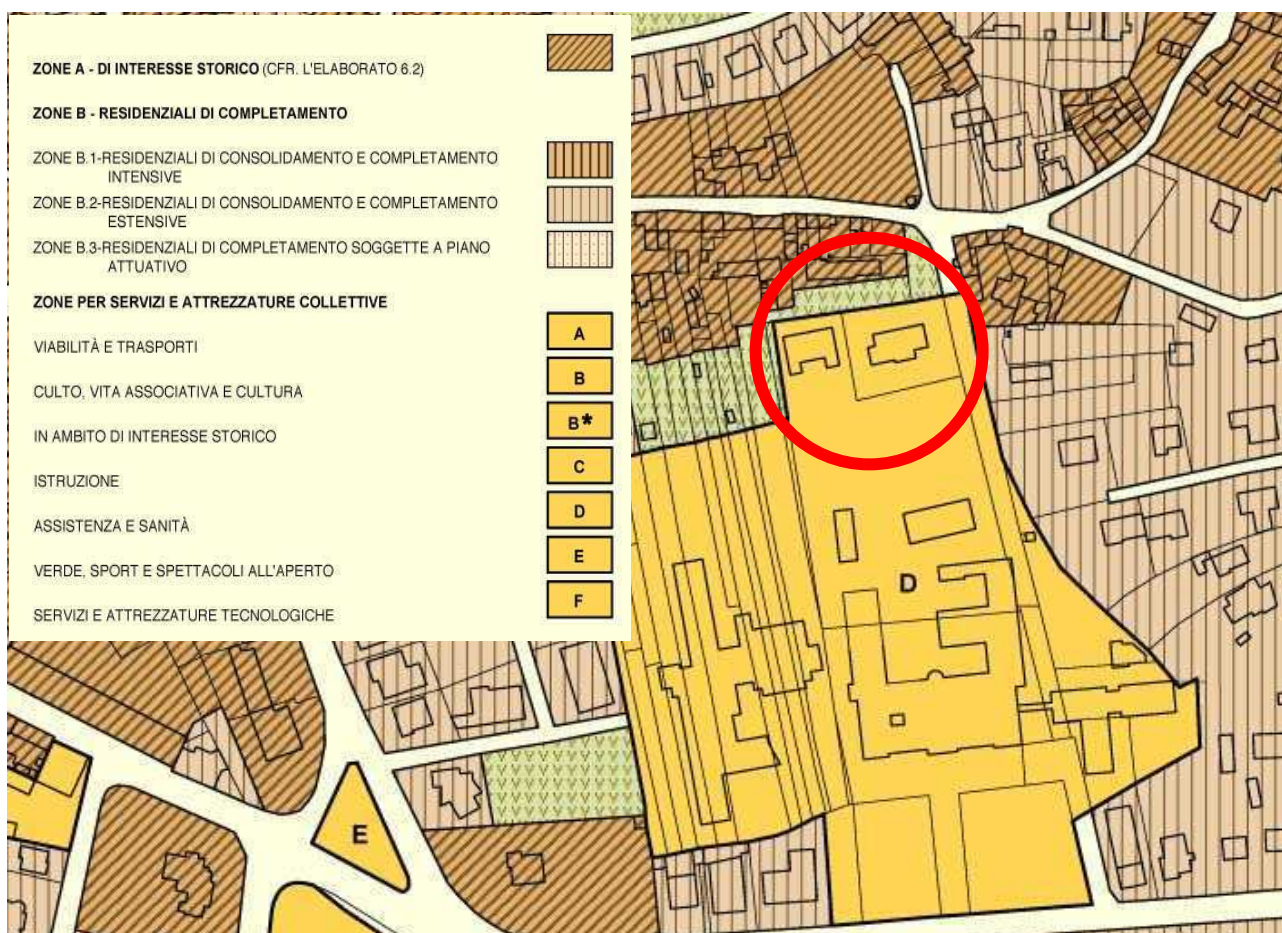 ZONE A - DI INTERESSE STORICO (CFR. L'ELABORATO 6.2)
ZONE B - RESIDENZIALI DI COMPLETAMENTO
ZONE B.1-RESIDENZIALI DI CONSOLIDAMENTO E COMPLETAMENTO
INTENSIVE
ZONE B.2-RESIDENZIALI DI CONSOLIDAMENTO E COMPLETAMENTO
ESTENSIVE
ZONE B.3-RESIDENZIALI DI COMPLETAMENTO SOGGETTE A PIANO
ATTUATIVO
ZONE PER SERVIZI E ATTREZZATURE COLLETTIVE
VIABILITÀ E TRASPORTI
A
CULTO, VITA ASSOCIATIVA E CULTURA
B
IN AMBITO DI INTERESSE STORICO
B*
ISTRUZIONE
C
ASSISTENZA E SANITÀ
D
VERDE, SPORT E SPETTACOLI ALL'APERTO
E
SERVIZI E ATTREZZATURE TECNOLOGICHE
F
D
E